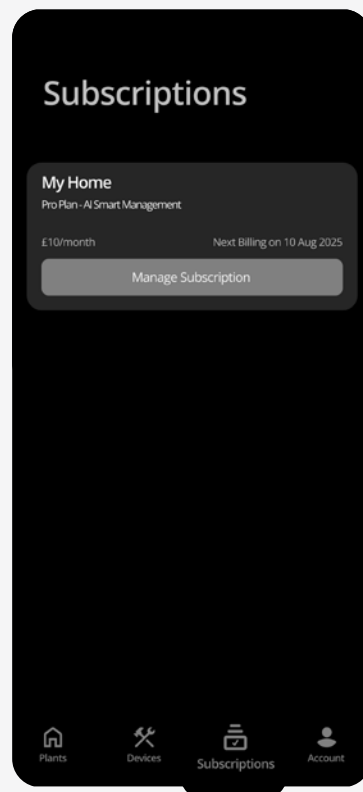 Subscriptions
My Home
Pro Plan - AI Smart Management
£10/month Next Billing on 10 Aug 2025
Manage Subscription
Plants Devices Subscriptions Account